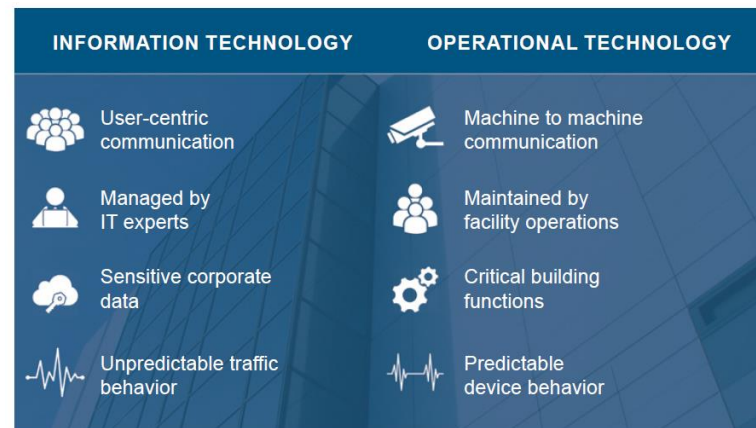 INFORMATION TECHNOLOGY
OPERATIONAL TECHNOLOGY
User-centric
communication
Machine to machine
communication
Managed by
IT experts
Maintained by
facility operations
Sensitive corporate
data
Critical building
functions
Unpredictable traffic
behavior
Predictable
device behavior